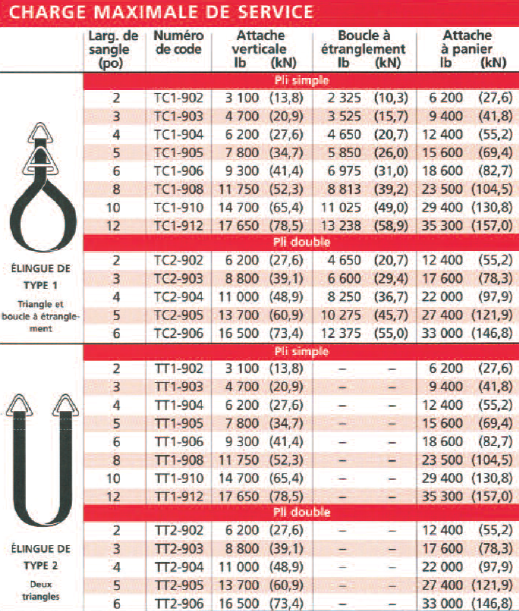 CHARGE MAXIMALE DE SERVICE
Larg. de Numéro Attache Boucle à Attache
sangle de code verticale étranglement à panier
(po) lb (kN) lb (kN) lb (kN)
Pli simple
2 TC1-902 3 100 (13,8) 2 325 (10,3) 6 200 (27,6)
3 TC1-903 4 700 (20,9) 3 525 (15,7) 9 400 (41,8)
4 TC1-904 6 200 (27,6) 4 650 (20,7) 12 400 (55,2)
5 TC1-905 7 800 (34,7) 5 850 (26,0) 15 600 (69,4)
6 TC1-906 9 300 (41,4) 6 975 (31,0) 18 600 (82,7)
8 TC1-908 11 750 (52,3) 8 813 (39,2) 23 500 (104,5)
10 TC1-910 14 700 (65,4) 11 025 (49,0) 29 400 (130,8)
12 TC1-912 17 650 (78,5) 13 238 (58,9) 35 300 (157,0)
Pli double
2 TC2-902 6 200 (27,6) 4 650 (20,7) 12 400 (55,2)
3 TC2-903 8 800 (39,1) 6 600 (29,4) 17 600 (78,3)
4 TC2-904 11 000 (48,9) 8 250 (36,7) 22 000 (97,9)
5 TC2-905 13 700 (60,9) 10 275 (45,7) 27 400 (121,9)
6 TC2-906 16 500 (73,4) 12 375 (55,0) 33 000 (146,8)
ÉLINGUE DE
TYPE 1
Triangle et
boucle à étrangle-
ment
Pli simple
2 TT1-902 3 100 (13,8) – – 6 200 (27,6)
3 TT1-903 4 700 (20,9) – – 9 400 (41,8)
4 TT1-904 6 200 (27,6) – – 12 400 (55,2)
5 TT1-905 7 800 (34,7) – – 15 600 (69,4)
6 TT1-906 9 300 (41,4) – – 18 600 (82,7)
8 TT1-908 11 750 (52,3) – – 23 500 (104,5)
10 TT1-910 14 700 (65,4) – – 29 400 (130,8)
12 TT1-912 17 650 (78,5) – – 35 300 (157,0)
Pli double
2 TT2-902 6 200 (27,6) – – 12 400 (55,2)
3 TT2-903 8 800 (39,1) – – 17 600 (78,3)
4 TT2-904 11 000 (48,9) – – 22 000 (97,9)
5 TT2-905 13 700 (60,9) – – 27 400 (121,9)
6 TT2-906 16 500 (73,4) – – 33 000 (146,8)
ÉLINGUE DE
TYPE 2
Deux
triangles